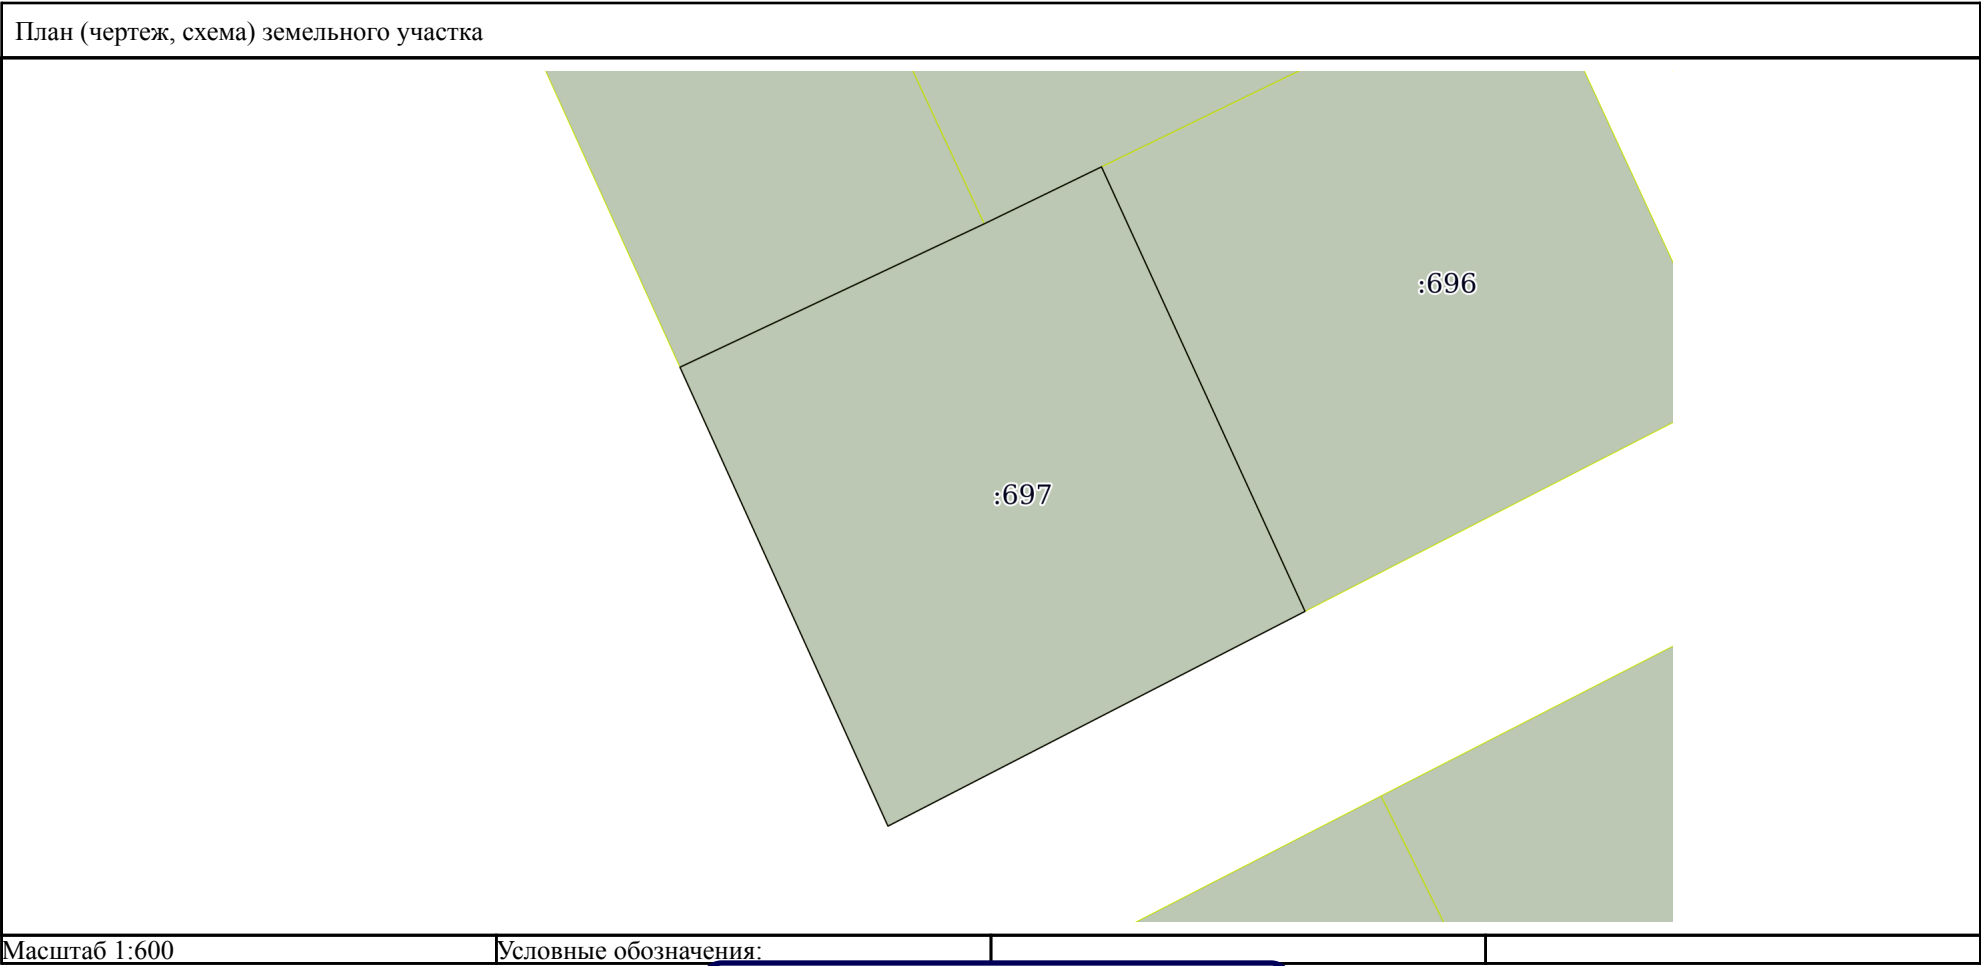 План (чертеж, схема) земельного участка
:696
:697
Масштаб 1:600
Условные обозначения: